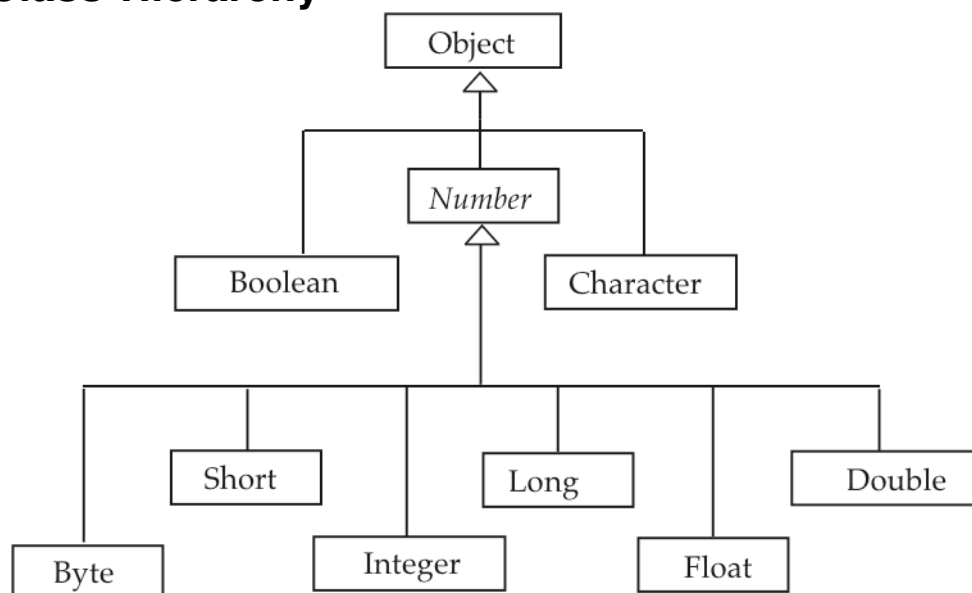 Class Hierarchy
Object
Number
Boolean
Character
Short
Long
Double
Byte
Integer
Float